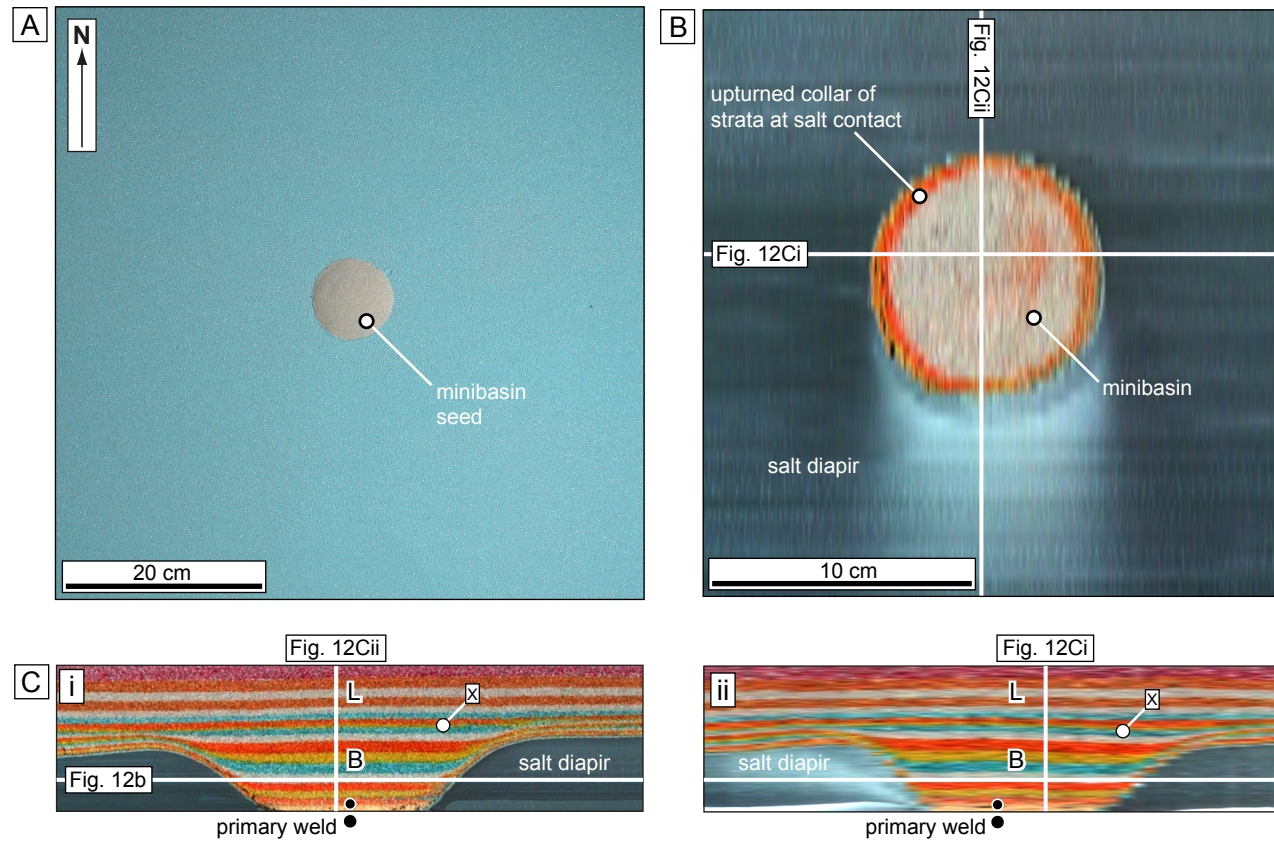 A
N
minibasin
seed
20 cm
B
Fig. 12Cii
upturned collar of
strata at salt contact
Fig. 12Ci
minibasin
salt diapir
10 cm
C
Fig. 12Cii
i
L
x
B
salt diapir
Fig. 12b
primary weld
Fig. 12Ci
ii
L
x
B
salt diapir
primary weld